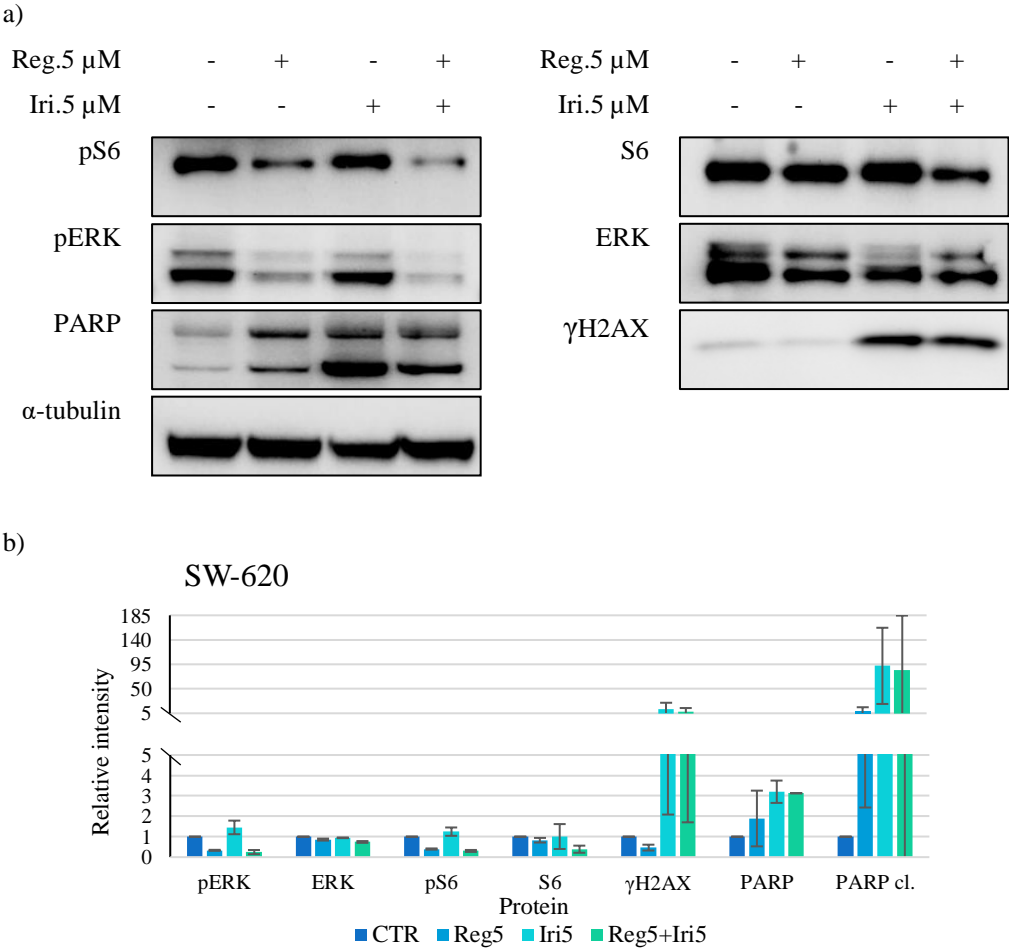 a)
Reg.5 µM - + - +
Iri.5 µM - - + +
pS6
pERK
PARP
α-tubulin
Reg.5 µM - + - +
Iri.5 µM - - + +
S6
ERK
γH2AX
b)
SW-620
185
140
95
50
5
5
4
3
2
1
0
Relative intensity
pERK ERK pS6 S6 γH2AX PARP PARP cl.
Protein
CTR Reg5 Iri5 Reg5+Iri5